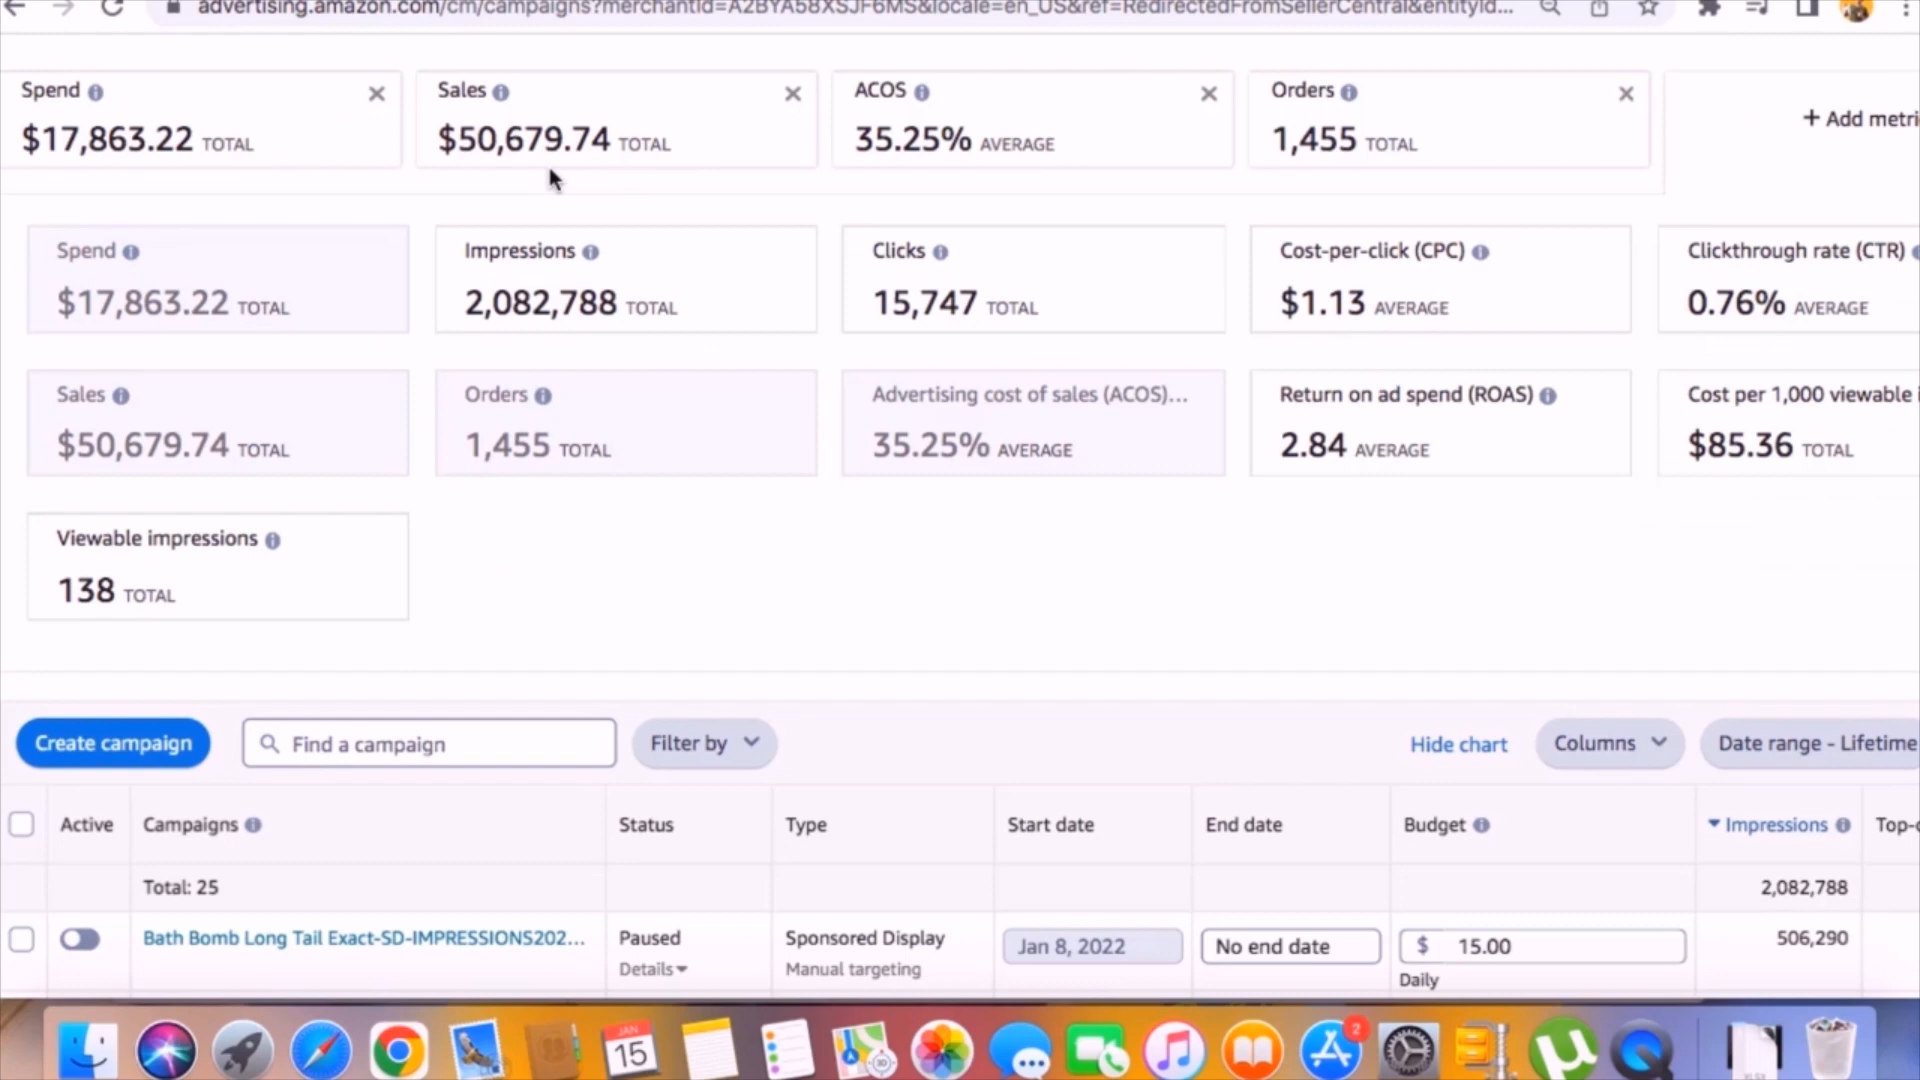 advertising.amazon.com/cm/campaigns?merchantId=A2BYA58XSJF6MS&locale=en_US&ref=RedirectedFromSellerCentral&entityId...
Spend
Sales
ACOS
Orders
$17,863.22 TOTAL
$50,679.74 TOTAL
35.25% AVERAGE
1,455 TOTAL
+ Add metri
Spend
Impressions
Clicks
Cost-per-click (CPC)
Clickthrough rate (CTR)
$17,863.22 TOTAL
2,082,788 TOTAL
15,747 TOTAL
$1.13 AVERAGE
0.76% AVERAGE
Sales
Orders
Advertising cost of sales (ACOS)...
Return on ad spend (ROAS)
Cost per 1,000 viewable i
$50,679.74 TOTAL
1,455 TOTAL
35.25% AVERAGE
2.84 AVERAGE
$85.36 TOTAL
Viewable impressions
138 TOTAL
Create campaign
Find a campaign
Filter by
Hide chart
Columns
Date range - Lifetime
Active
Campaigns
Status
Type
Start date
End date
Budget
Impressions
Top-
Total: 25
2,082,788
Bath Bomb Long Tail Exact-SD-IMPRESSIONS202...
Paused
Sponsored Display
Jan 8, 2022
No end date
$ 15.00
506,290
Details
Manual targeting
Daily
JAN
15
2
XLSX